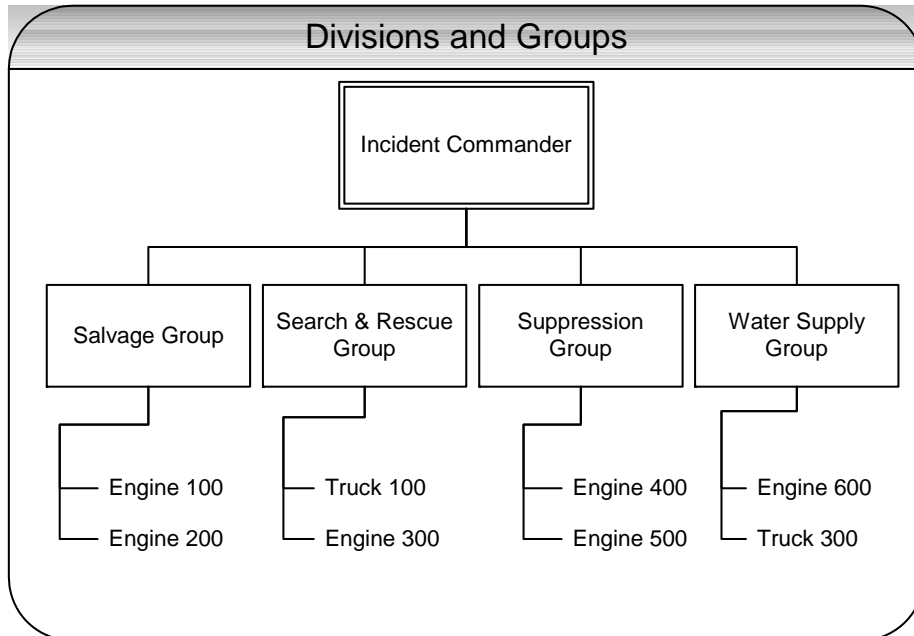 Divisions and Groups
Incident Commander
Salvage Group
Search & Rescue
Group
Suppression
Group
Water Supply
Group
Engine 100
Engine 200
Truck 100
Engine 300
Engine 400
Engine 500
Engine 600
Truck 300